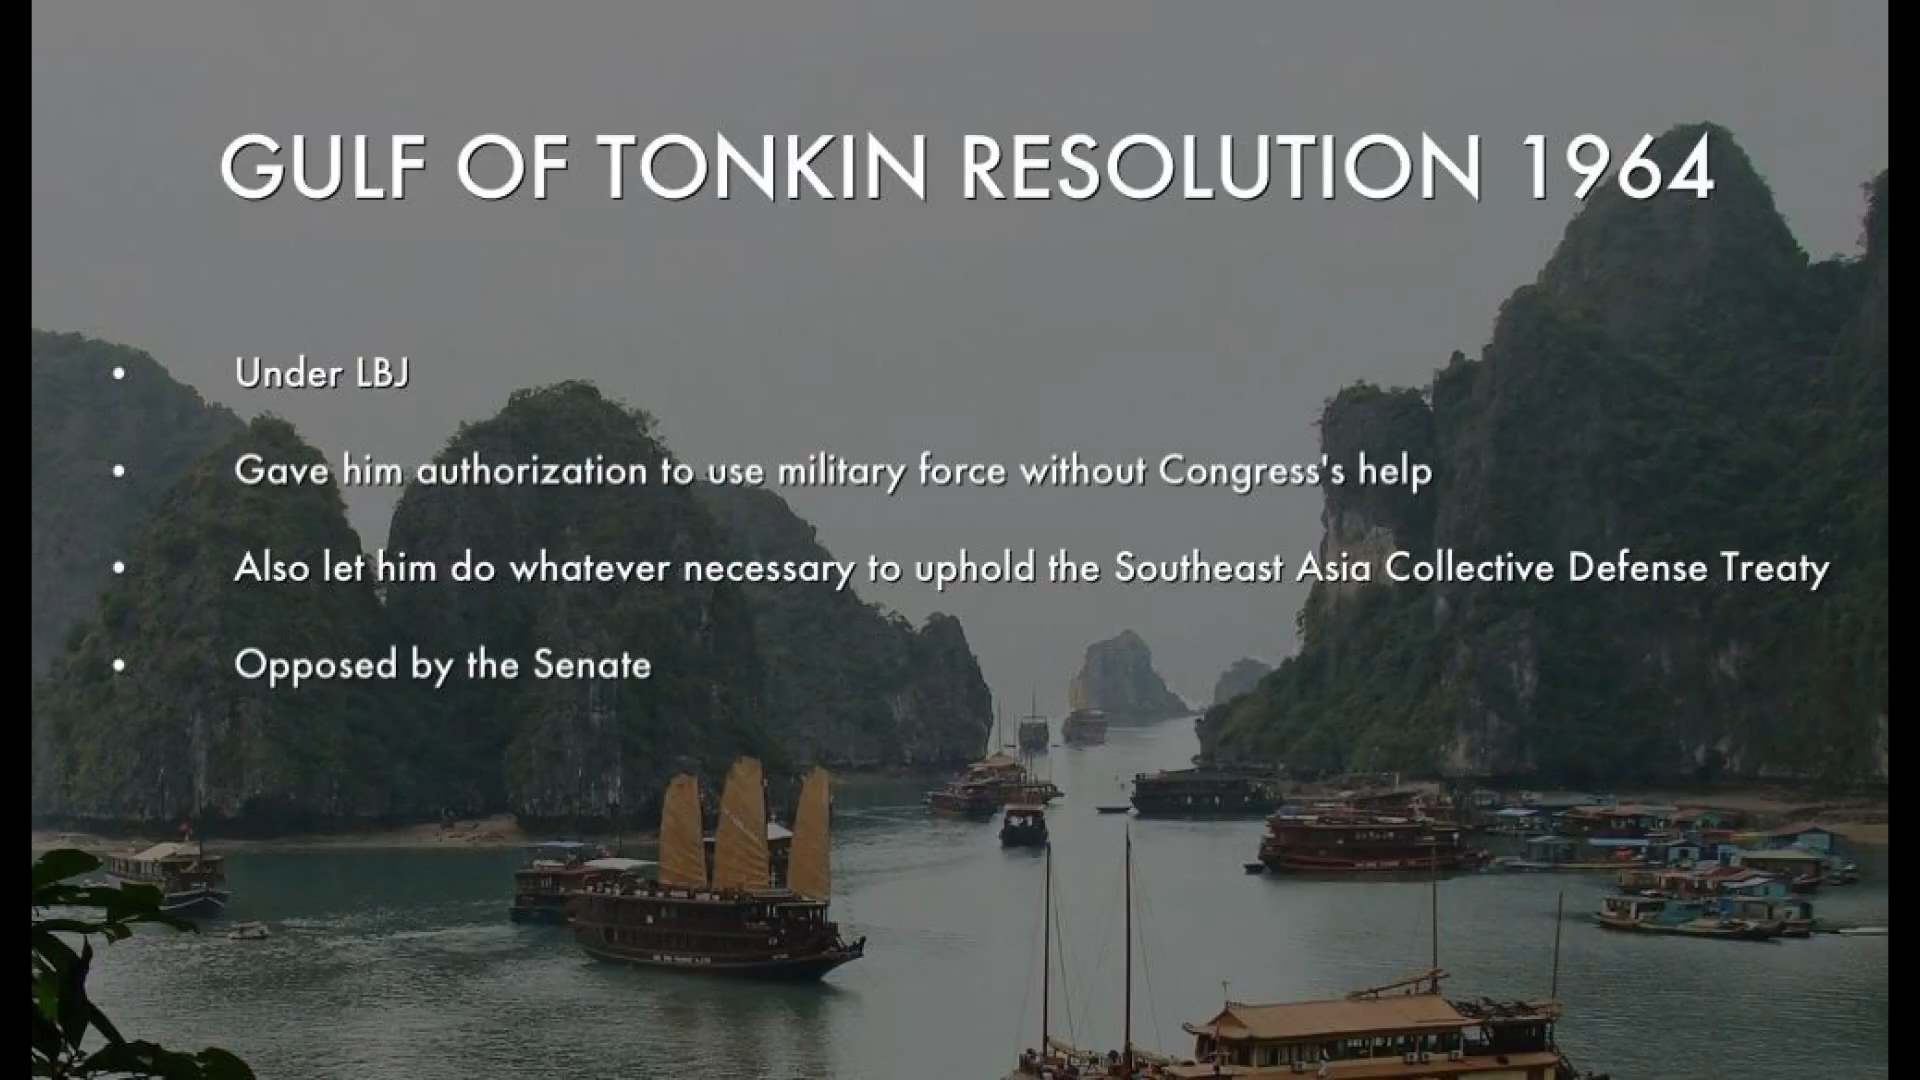 GULF OF TONKIN RESOLUTION 1964
• Under LBJ
• Gave him authorization to use military force without Congress's help
• Also let him do whatever necessary to uphold the Southeast Asia Collective Defense Treaty
• Opposed by the Senate